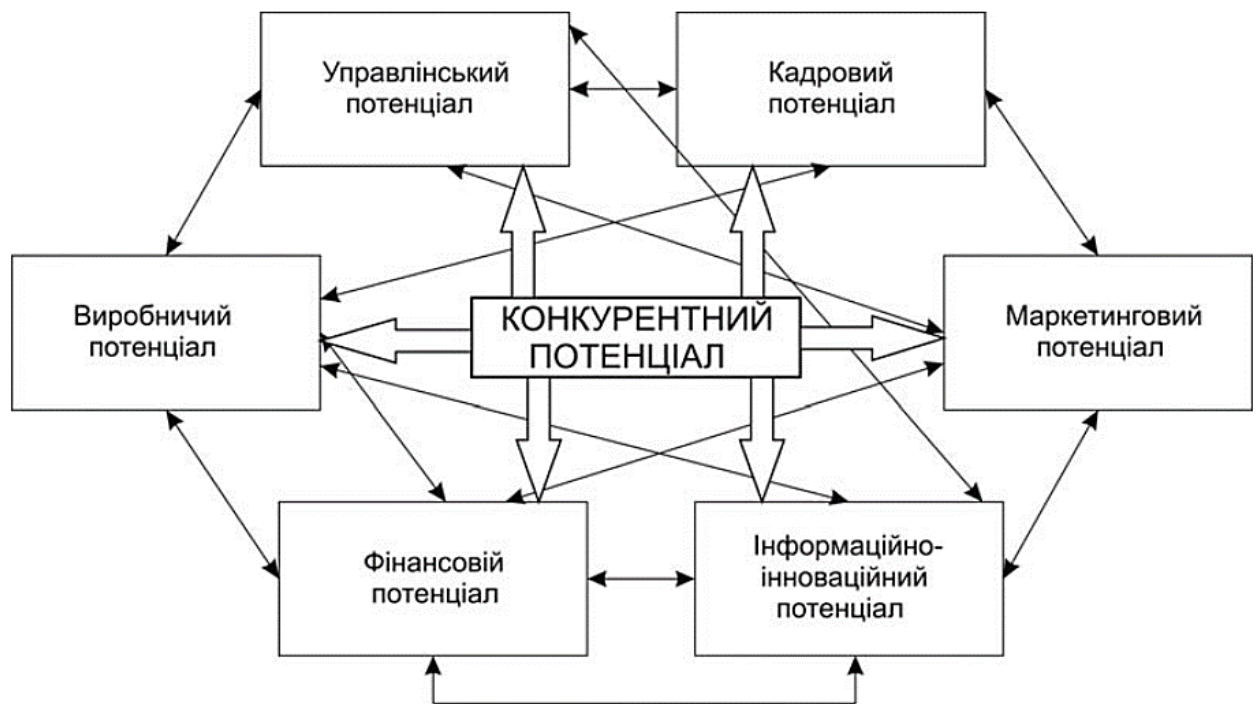 Управлінський
потенціал
Кадровий
потенціал
Виробничий
потенціал
КОНКУРЕНТНИЙ
ПОТЕНЦІАЛ
Маркетинговий
потенціал
Фінансовій
потенціал
Інформаційно-
інноваційний
потенціал